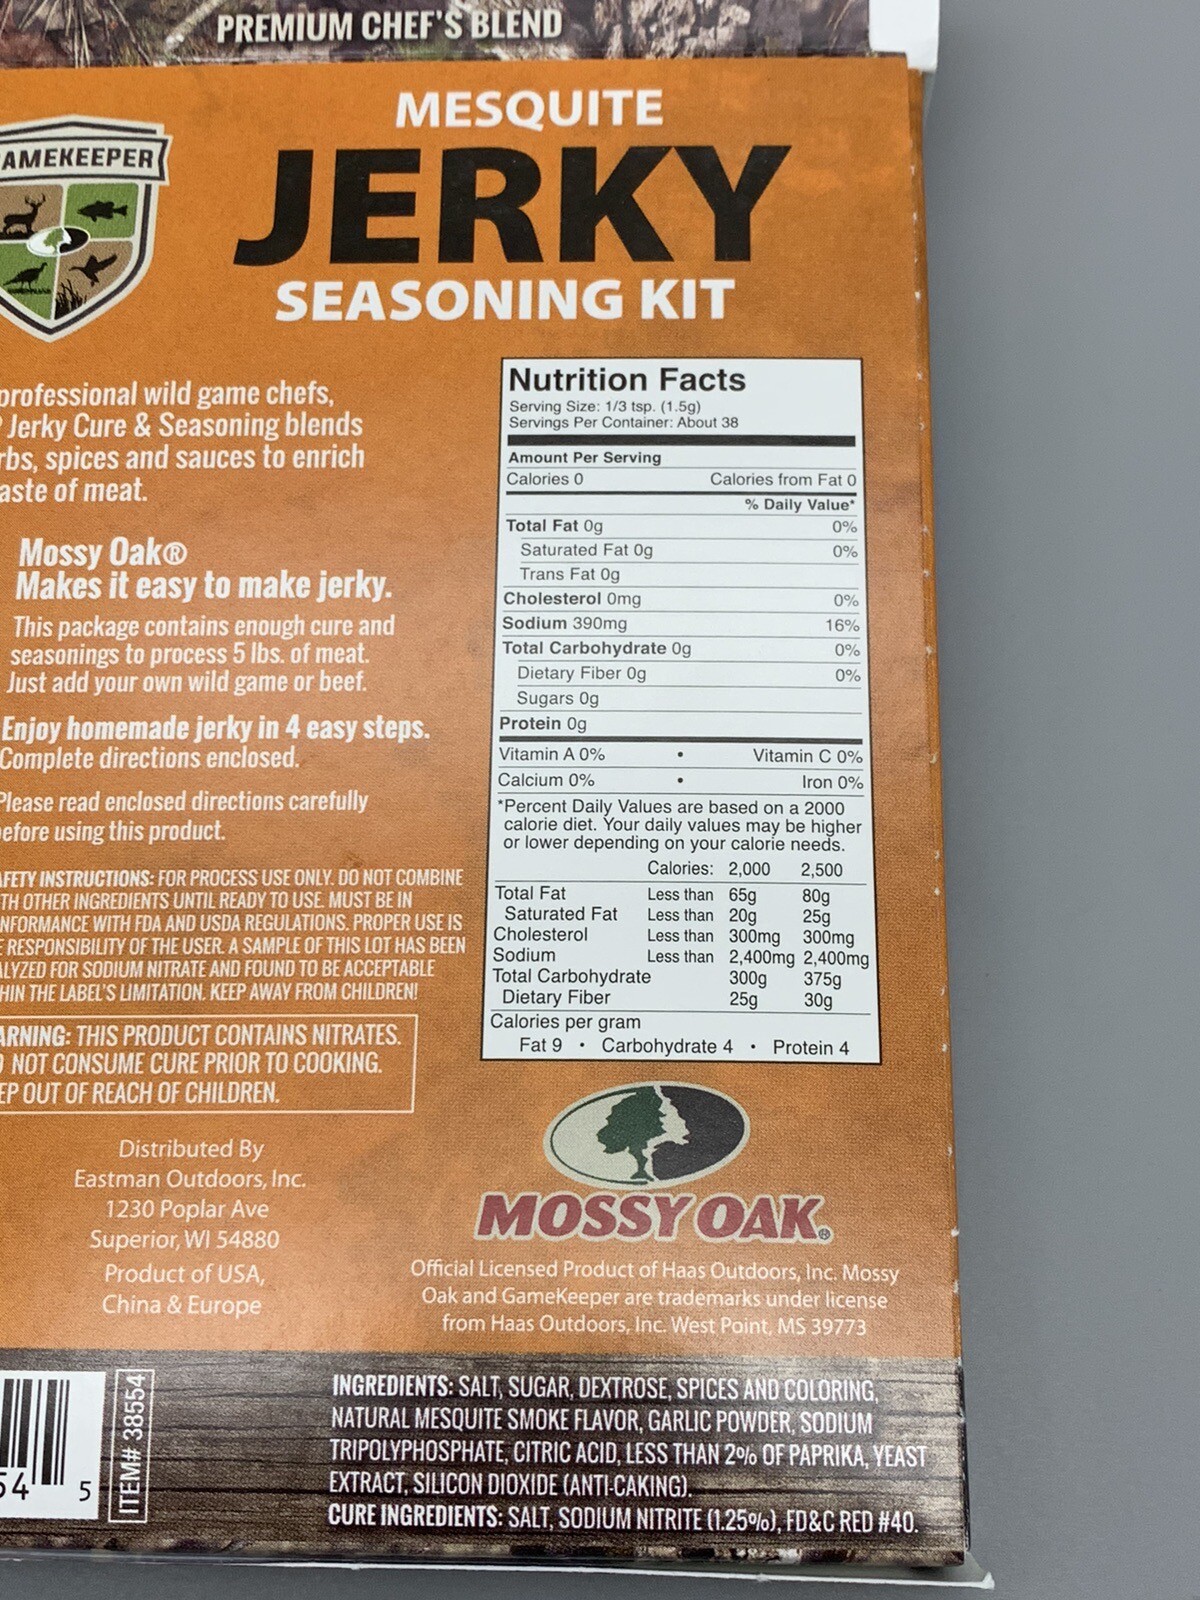 PREMIUM CHEF'S BLEND
MESQUITE
JERKY
SEASONING KIT
AMEKEEPER
professional wild game chefs,
Jerky Cure & Seasoning blends
rbs, spices and sauces to enrich
aste of meat.
Mossy Oak®
Makes it easy to make jerky.
This package contains enough cure and
seasonings to process 5 lbs. of meat.
Just add your own wild game or beef.
Enjoy homemade jerky in 4 easy steps.
Complete directions enclosed.
Please read enclosed directions carefully
efore using this product.
AFETY INSTRUCTIONS: FOR PROCESS USE ONLY. DO NOT COMBINE
TH OTHER INGREDIENTS UNTIL READY TO USE. MUST BE IN
NFORMANCE WITH FDA AND USDA REGULATIONS. PROPER USE IS
E RESPONSIBILITY OF THE USER. A SAMPLE OF THIS LOT HAS BEEN
ALYZED FOR SODIUM NITRATE AND FOUND TO BE ACCEPTABLE
HIN THE LABEL'S LIMITATION. KEEP AWAY FROM CHILDREN!
ARNING: THIS PRODUCT CONTAINS NITRATES.
O NOT CONSUME CURE PRIOR TO COOKING.
EP OUT OF REACH OF CHILDREN.
Distributed By
Eastman Outdoors, Inc.
1230 Poplar Ave
Superior, WI 54880
Product of USA,
China & Europe
Nutrition Facts
Serving Size: 1/3 tsp. (1.5g)
Servings Per Container: About 38
Amount Per Serving
Calories 0 Calories from Fat 0
% Daily Value*
Total Fat 0g 0%
Saturated Fat 0g 0%
Trans Fat 0g
Cholesterol 0mg 0%
Sodium 390mg 16%
Total Carbohydrate 0g 0%
Dietary Fiber 0g 0%
Sugars 0g
Protein 0g
Vitamin A 0% • Vitamin C 0%
Calcium 0% • Iron 0%
*Percent Daily Values are based on a 2000
calorie diet. Your daily values may be higher
or lower depending on your calorie needs.
Calories: 2,000 2,500
Total Fat Less than 65g 80g
Saturated Fat Less than 20g 25g
Cholesterol Less than 300mg 300mg
Sodium Less than 2,400mg 2,400mg
Total Carbohydrate 300g 375g
Dietary Fiber 25g 30g
Calories per gram
Fat 9 • Carbohydrate 4 • Protein 4
MOSSY OAK®
Official Licensed Product of Haas Outdoors, Inc. Mossy
Oak and GameKeeper are trademarks under license
from Haas Outdoors, Inc. West Point, MS 39773
54 5
ITEM# 38554
INGREDIENTS: SALT, SUGAR, DEXTROSE, SPICES AND COLORING,
NATURAL MESQUITE SMOKE FLAVOR, GARLIC POWDER, SODIUM
TRIPOLYPHOSPHATE, CITRIC ACID, LESS THAN 2% OF PAPRIKA, YEAST
EXTRACT, SILICON DIOXIDE (ANTI-CAKING).
CURE INGREDIENTS: SALT, SODIUM NITRITE (1.25%), FD&C RED #40.